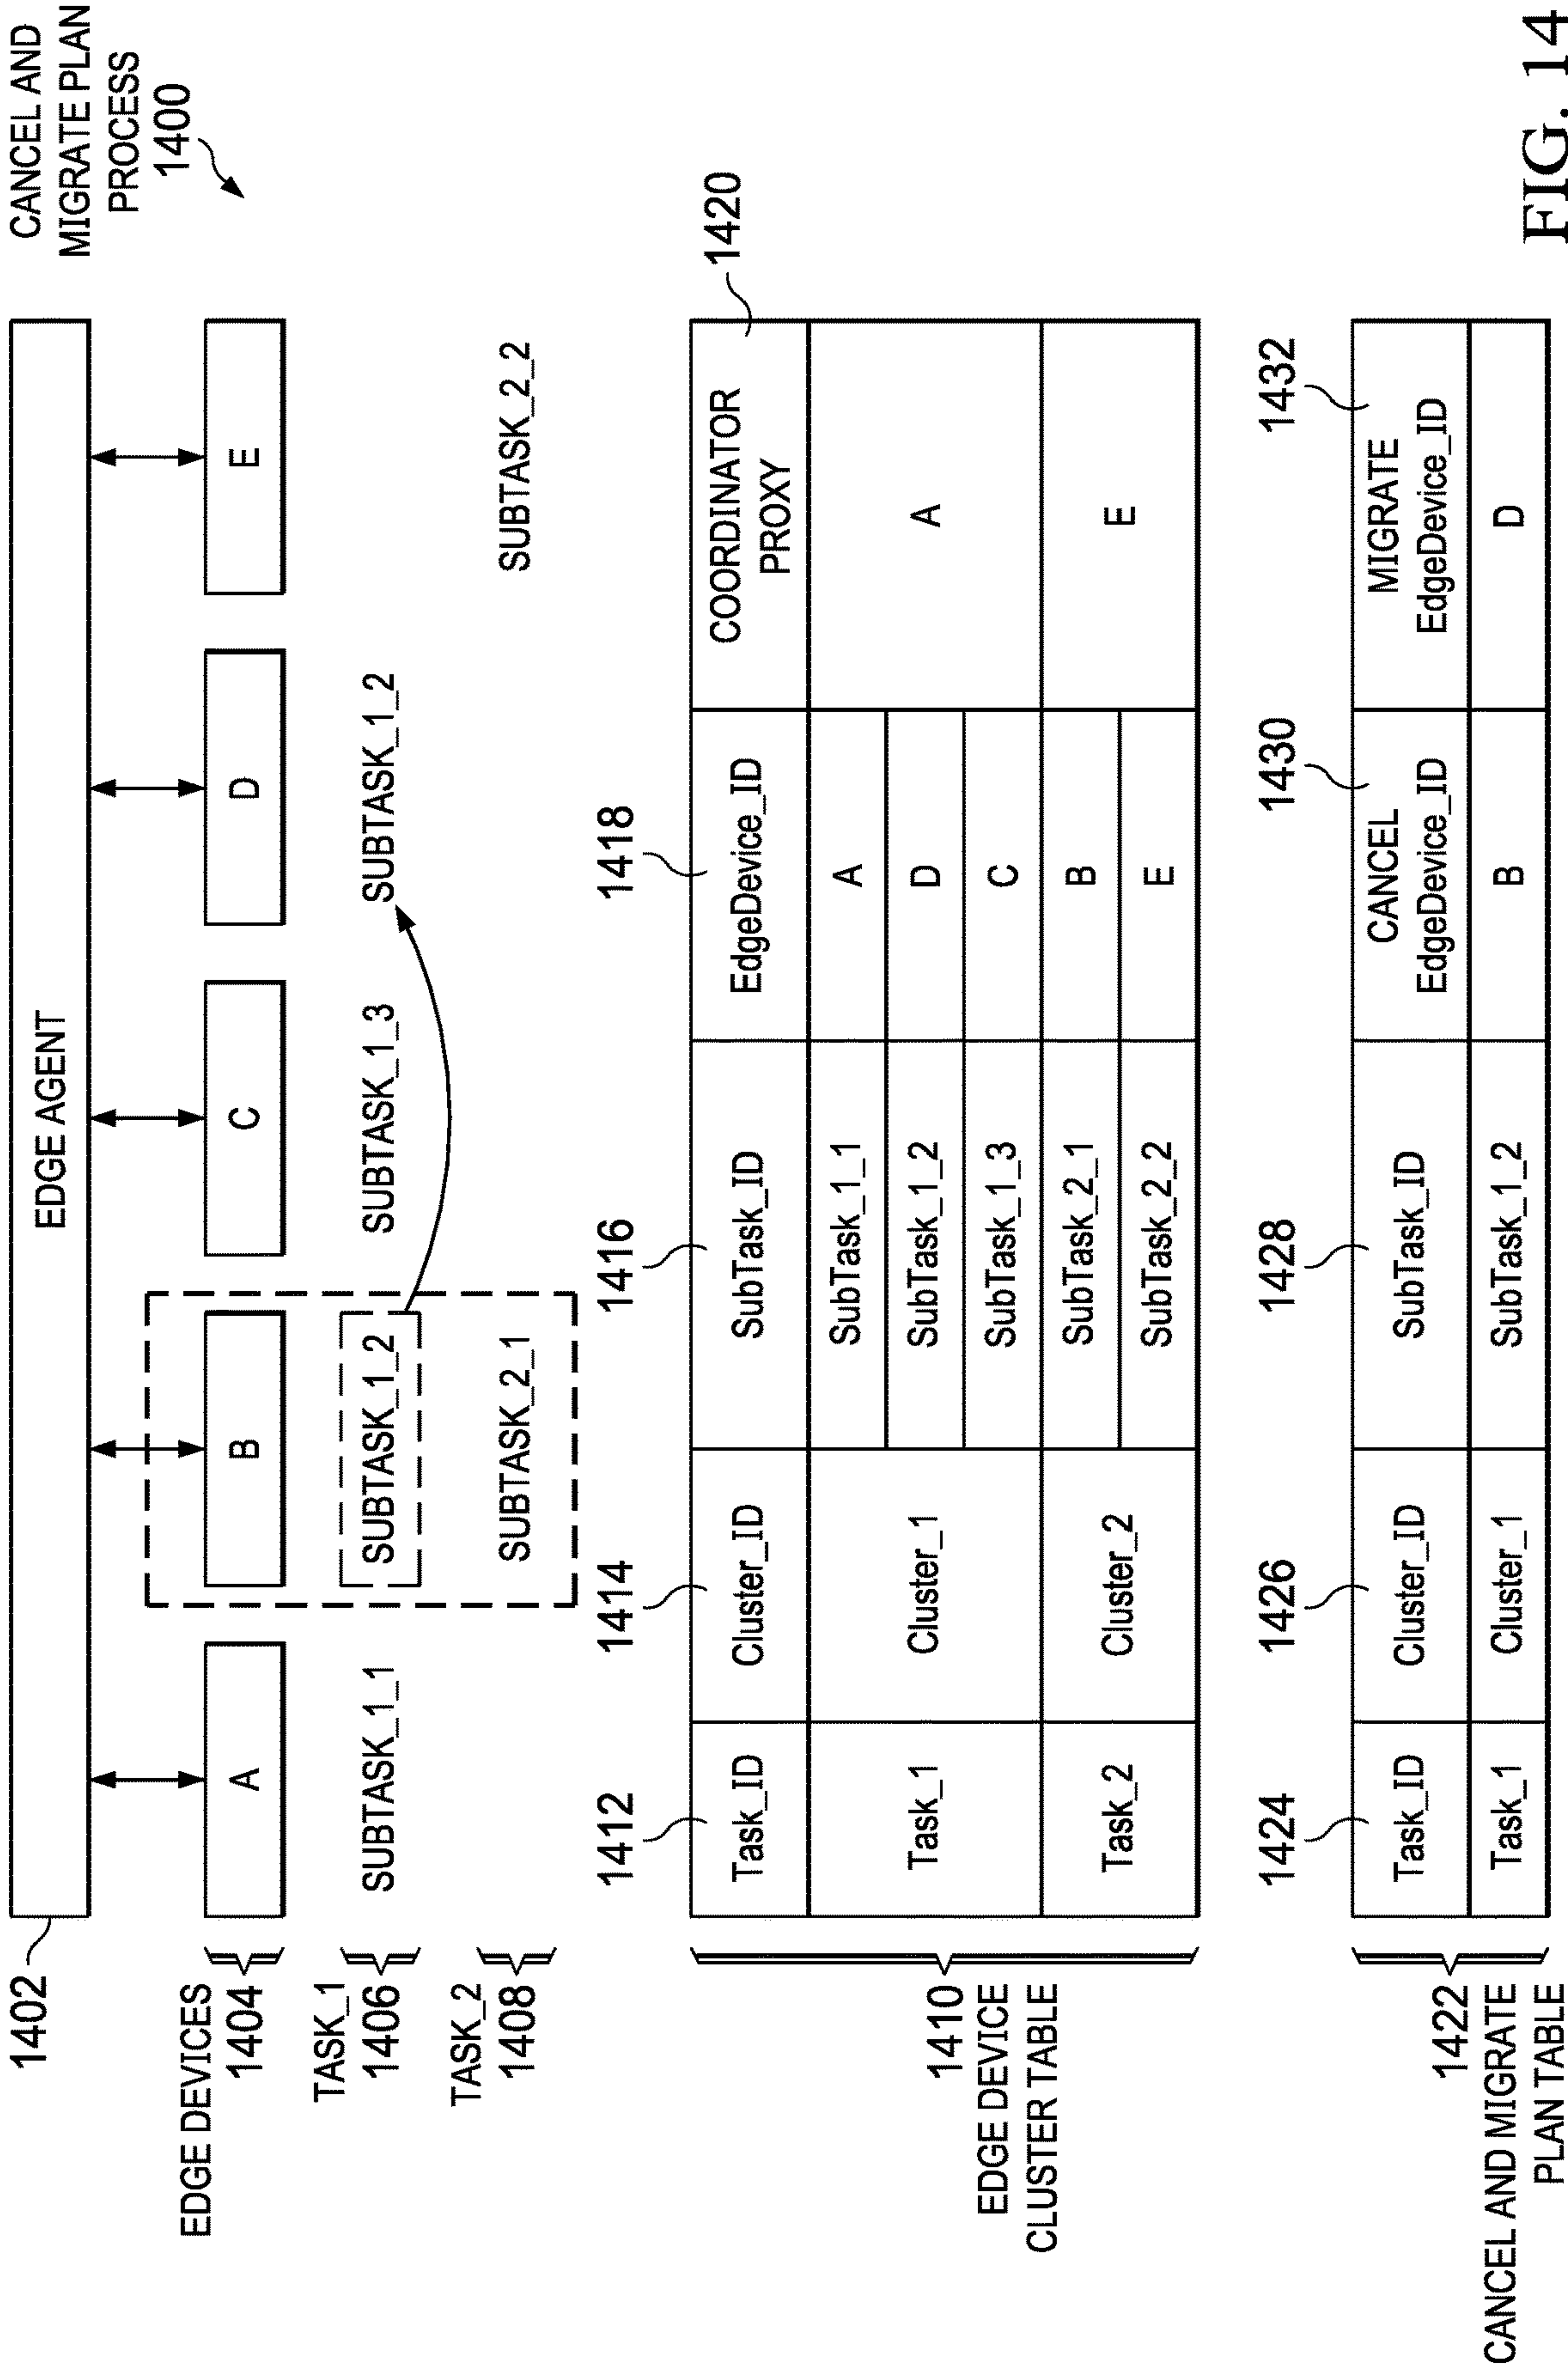 CANCEL AND
MIGRATE PLAN
PROCESS
1400
1402
EDGE AGENT
EDGE DEVICES
1404
A
B
C
D
E
TASK_1
1406
SUBTASK_1_1
SUBTASK_1_2
SUBTASK_1_3
SUBTASK_1_2
TASK_2
1408
SUBTASK_2_1
SUBTASK_2_2
1412
1414
1416
1418
1420
1410
EDGE DEVICE
CLUSTER TABLE
Task_ID
Cluster_ID
SubTask_ID
EdgeDevice_ID
COORDINATOR
PROXY
Task_1
Cluster_1
SubTask_1_1
A
A
SubTask_1_2
D
SubTask_1_3
C
Task_2
Cluster_2
SubTask_2_1
B
E
SubTask_2_2
E
1424
1426
1428
1430
1432
1422
CANCEL AND MIGRATE
PLAN TABLE
Task_ID
Cluster_ID
SubTask_ID
CANCEL
EdgeDevice_ID
MIGRATE
EdgeDevice_ID
Task_1
Cluster_1
SubTask_1_2
B
D
FIG. 14